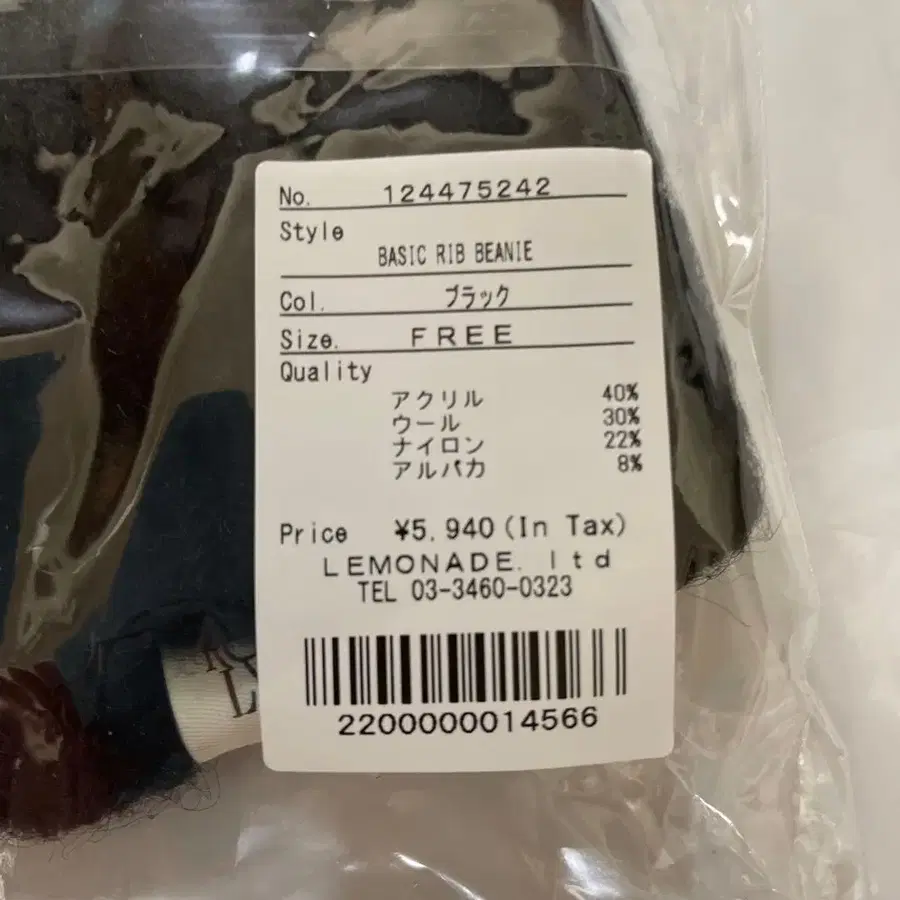 No. 124475242
Style
BASIC RIB BEANIE
Col. ブラック
Size. FREE
Quality
アクリル 40%
ウール 30%
ナイロン 22%
アルパカ 8%
Price ¥5,940(In Tax)
LEMONADE. ltd
TEL 03-3460-0323
2200000014566